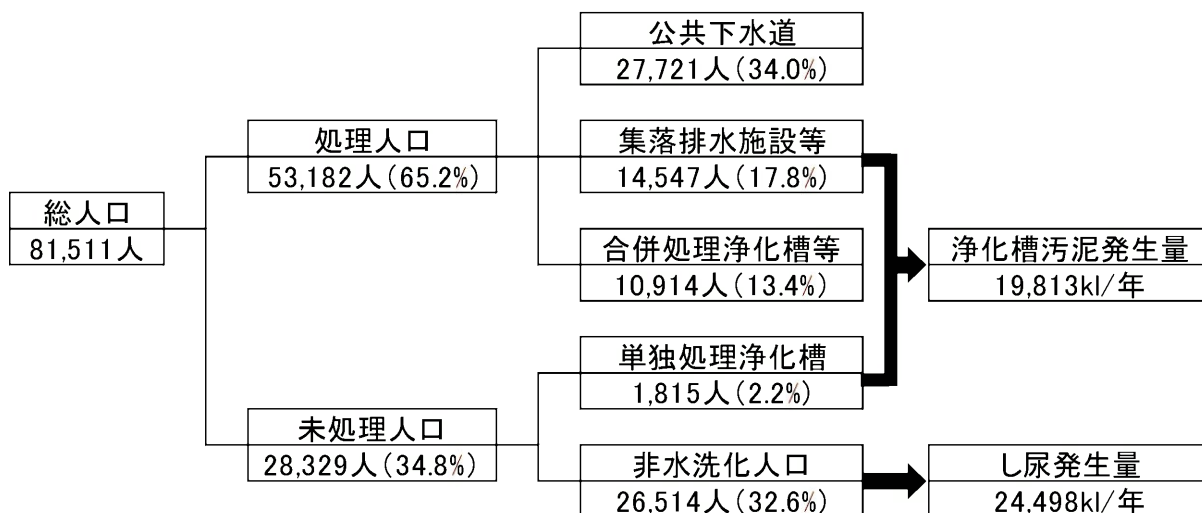 総人口
81,511人
処理人口
53,182人(65.2%)
未処理人口
28,329人(34.8%)
公共下水道
27,721人(34.0%)
集落排水施設等
14,547人(17.8%)
合併処理浄化槽等
10,914人(13.4%)
単独処理浄化槽
1,815人(2.2%)
非水洗化人口
26,514人(32.6%)
浄化槽汚泥発生量
19,813kl/年
し尿発生量
24,498kl/年